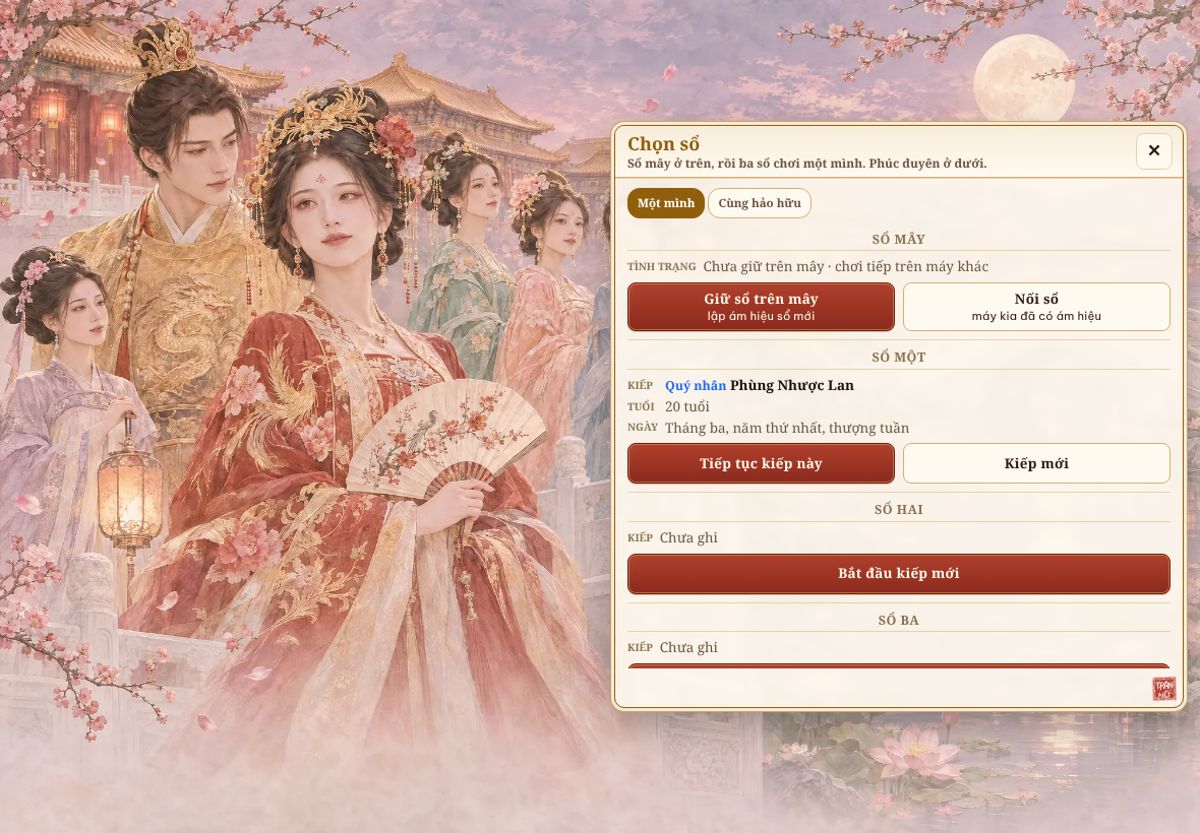 Chọn sổ
Sổ mây ở trên, rồi ba sổ chơi một mình. Phúc duyên ở dưới.
Một mình
Cùng hảo hữu
SỔ MÂY
TÌNH TRẠNG Chưa giữ trên mây · chơi tiếp trên máy khác
Giữ sổ trên mây
lập ám hiệu sổ mới
Nối sổ
máy kia đã có ám hiệu
SỔ MỘT
KIẾP Quý nhân Phùng Nhược Lan
TUỔI 20 tuổi
NGÀY Tháng ba, năm thứ nhất, thượng tuần
Tiếp tục kiếp này
Kiếp mới
SỔ HAI
KIẾP Chưa ghi
Bắt đầu kiếp mới
SỔ BA
KIẾP Chưa ghi